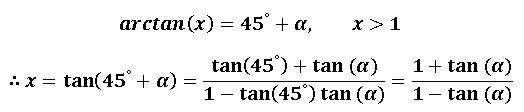 arctan(x) = 45° + α,    x > 1
∴ x = tan(45° + α) = (tan(45°) + tan (α))/(1 − tan(45°) tan (α)) = (1 + tan (α))/(1 − tan (α))